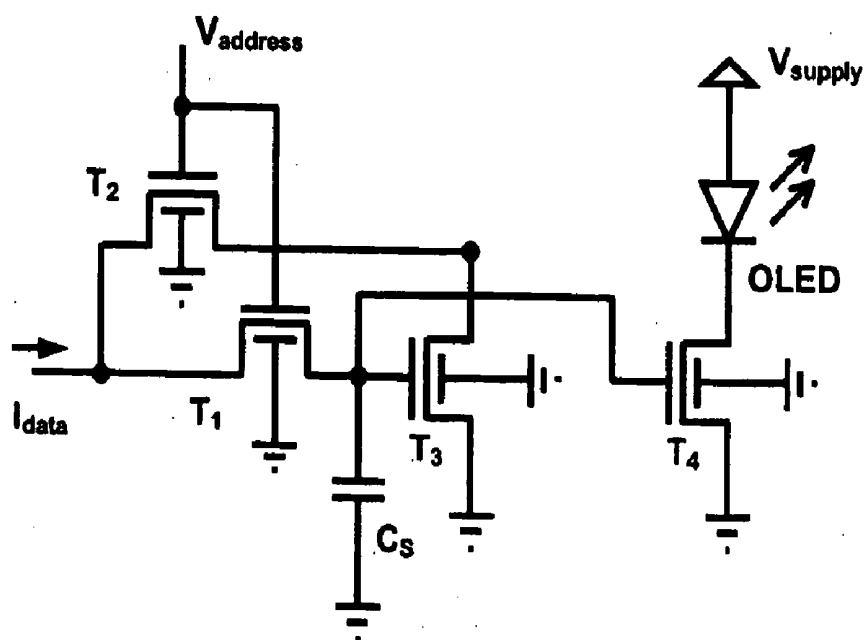 Vaddress
Vsupply
T2
OLED
Idata
T1
T3
T4
CS